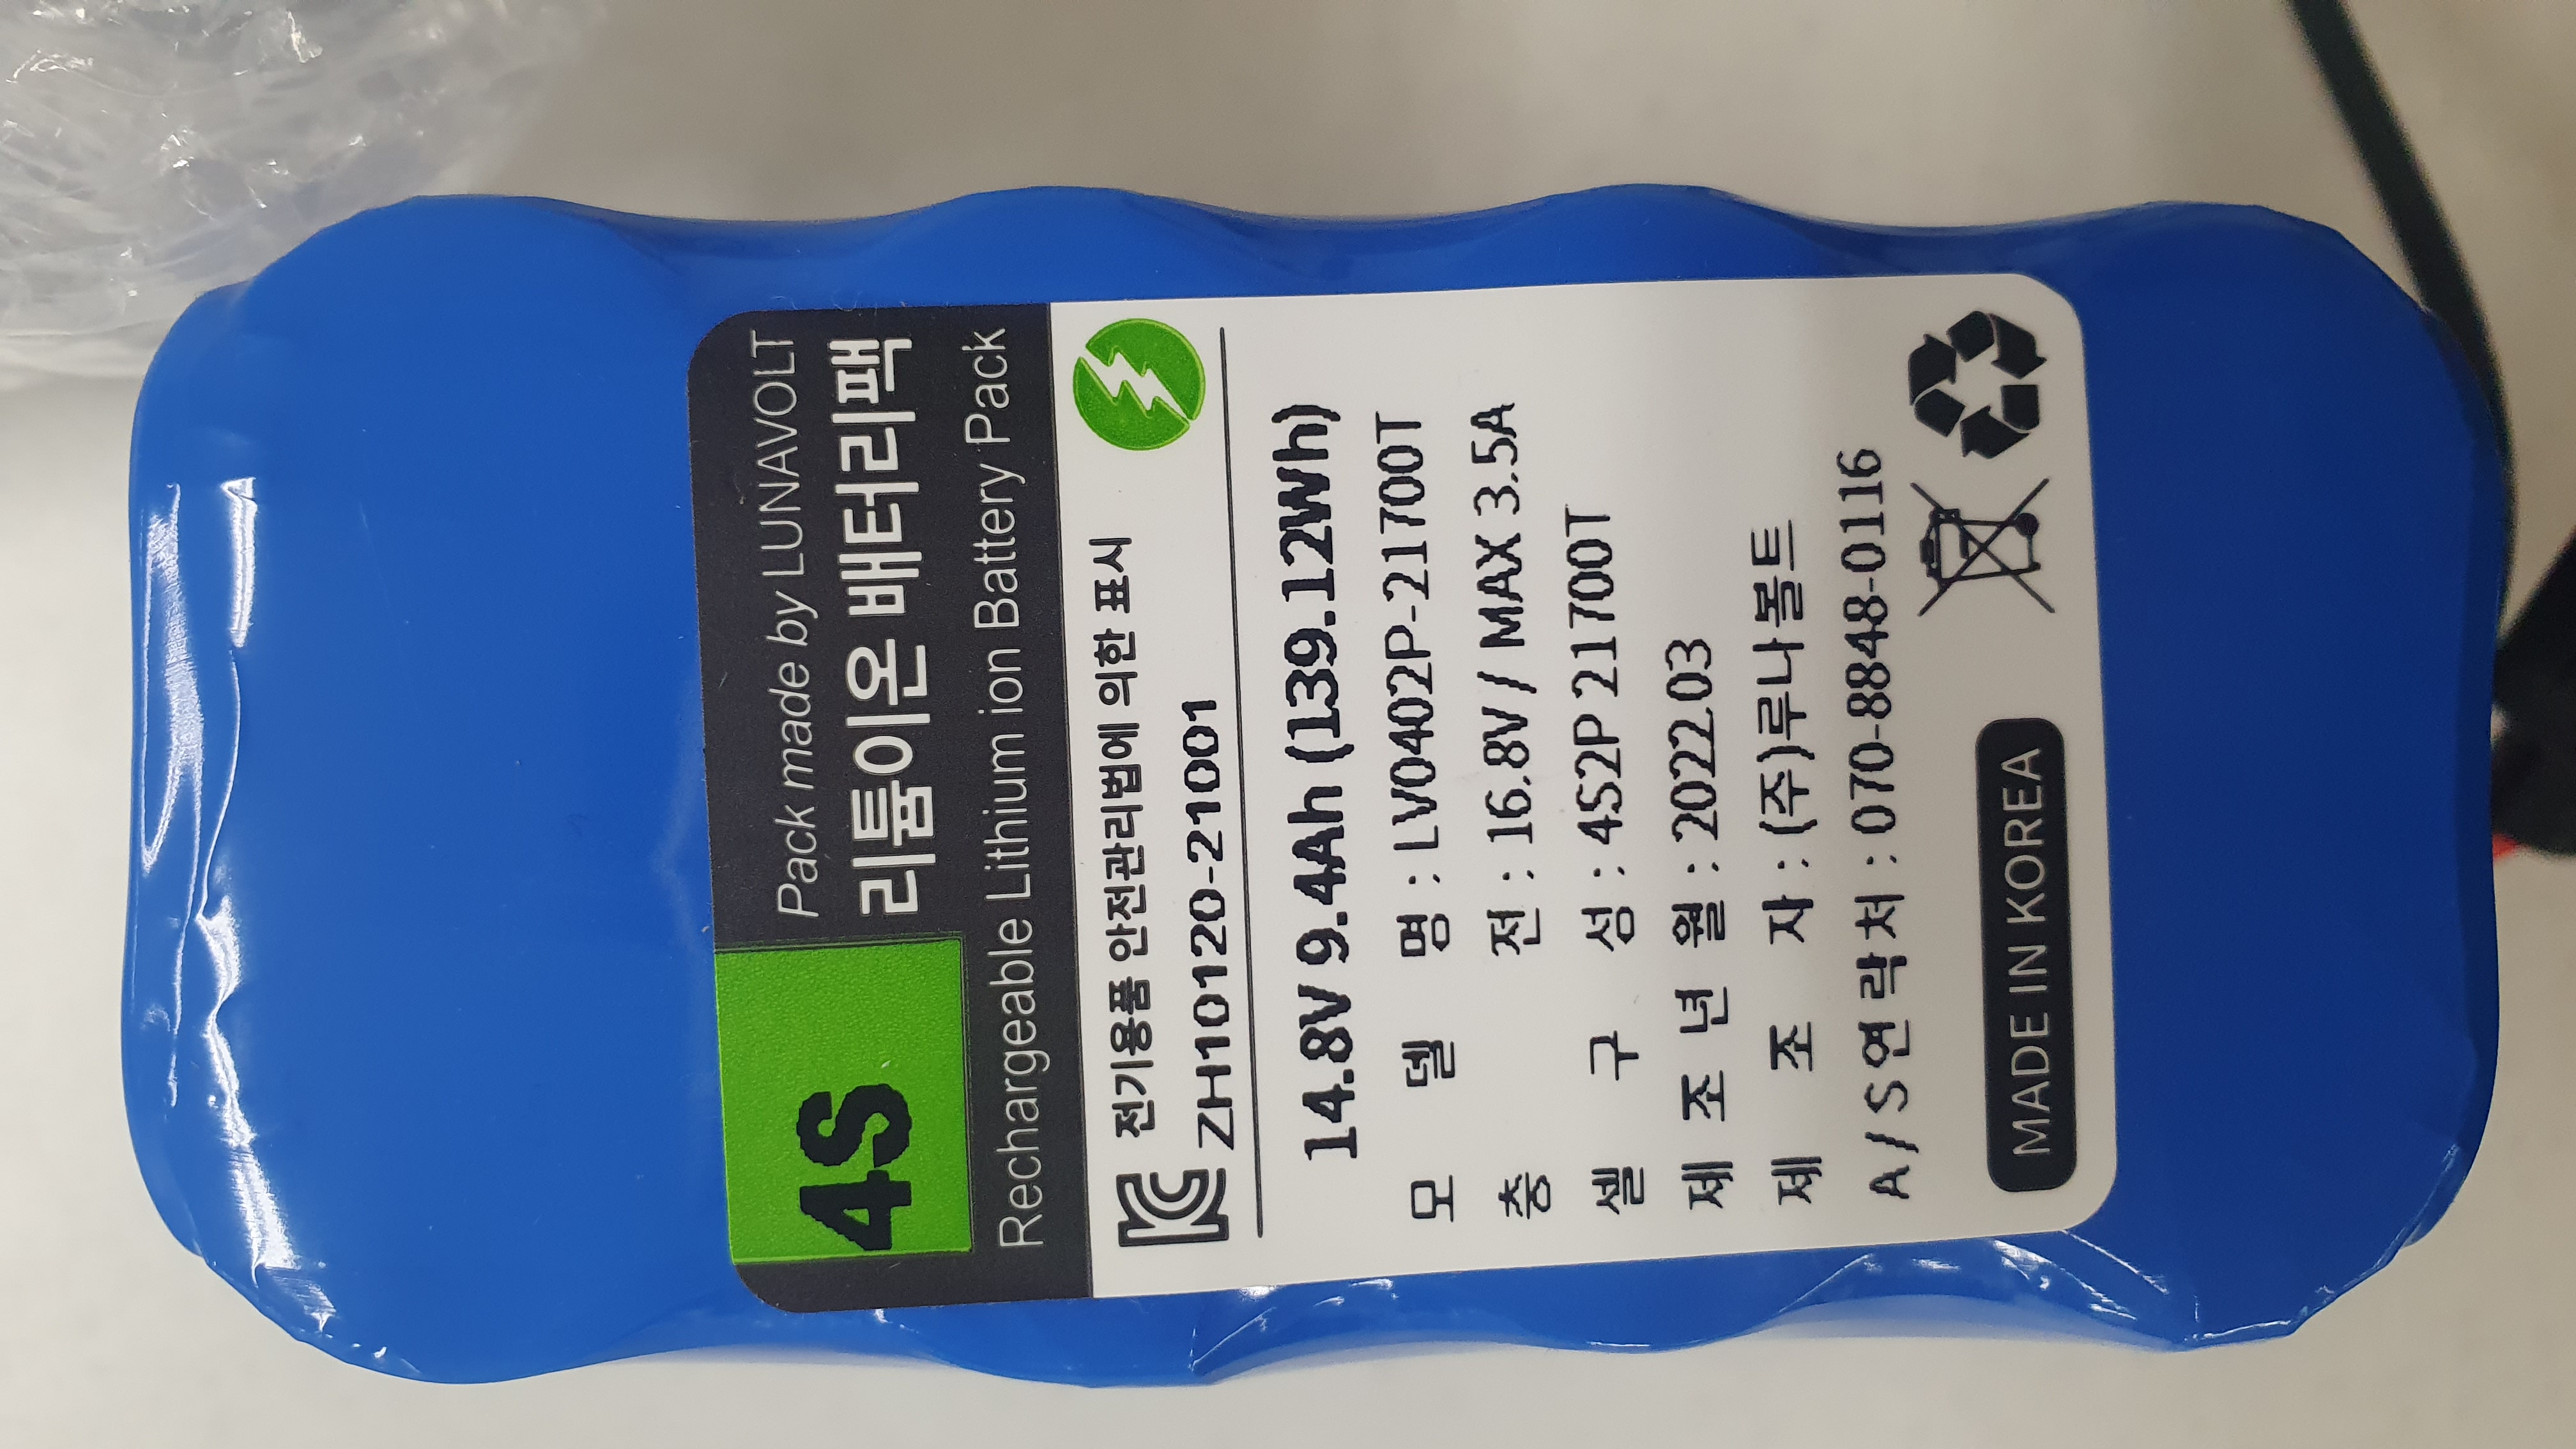 4S
Pack made by LUNAVOLT
리튬이온 배터리팩
Rechargeable Lithium ion Battery Pack
KC 전기용품 안전관리법에 의한 표시
ZH10120-21001
14.8V 9.4Ah (139.12Wh)
모 델 명 : LV0402P-21700T
충 전 : 16.8V / MAX 3.5A
셀 구 성 : 4S2P 21700T
제 조 년 월 : 2022.03
제 조 자 : (주)루나볼트
A/S연락처 : 070-8848-0116
MADE IN KOREA